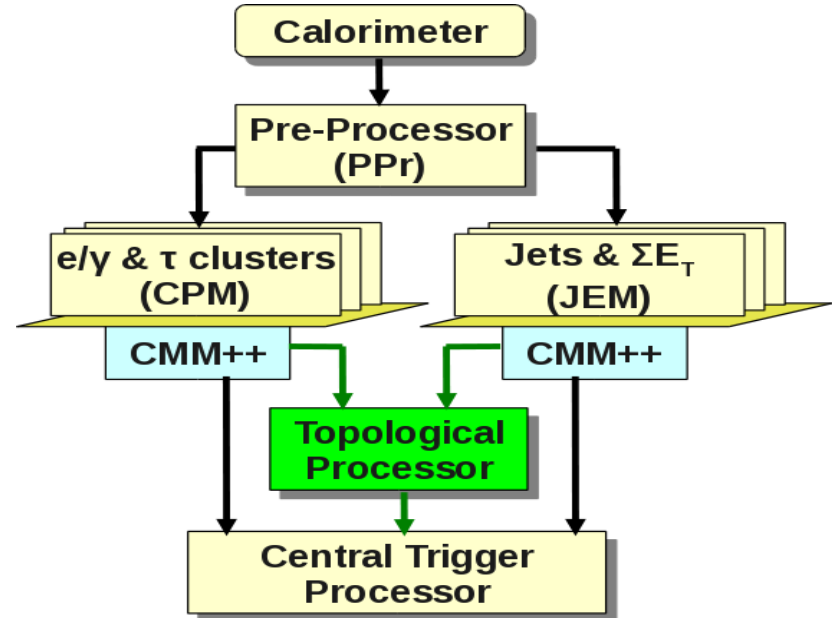 Calorimeter
Pre-Processor
(PPr)
e/γ & τ clusters
(CPM)
Jets & ΣE_T
(JEM)
CMM++
CMM++
Topological
Processor
Central Trigger
Processor